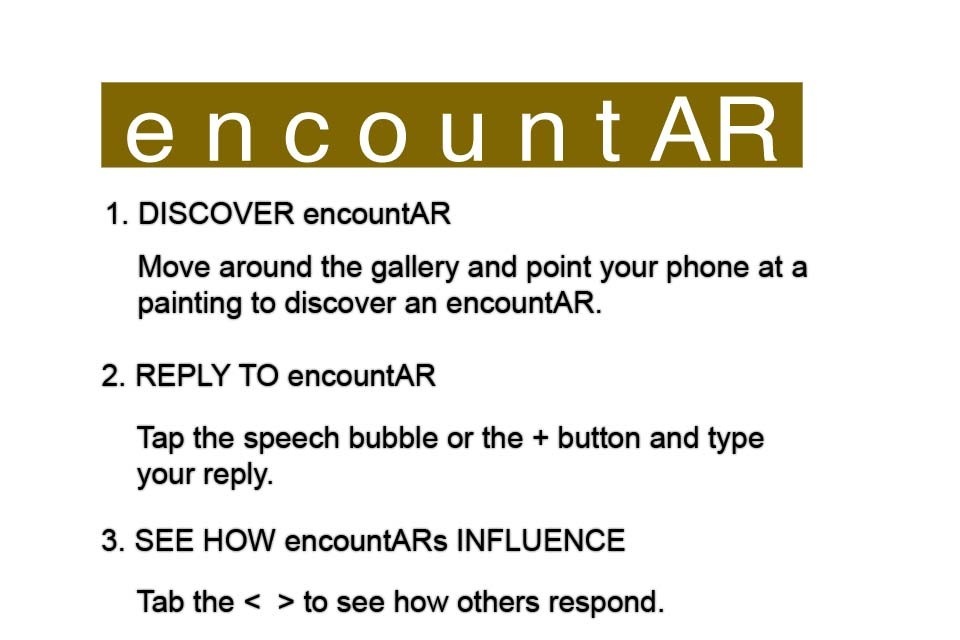 encountAR
1. DISCOVER encountAR
Move around the gallery and point your phone at a
painting to discover an encountAR.
2. REPLY TO encountAR
Tap the speech bubble or the + button and type
your reply.
3. SEE HOW encountARs INFLUENCE
Tab the < > to see how others respond.